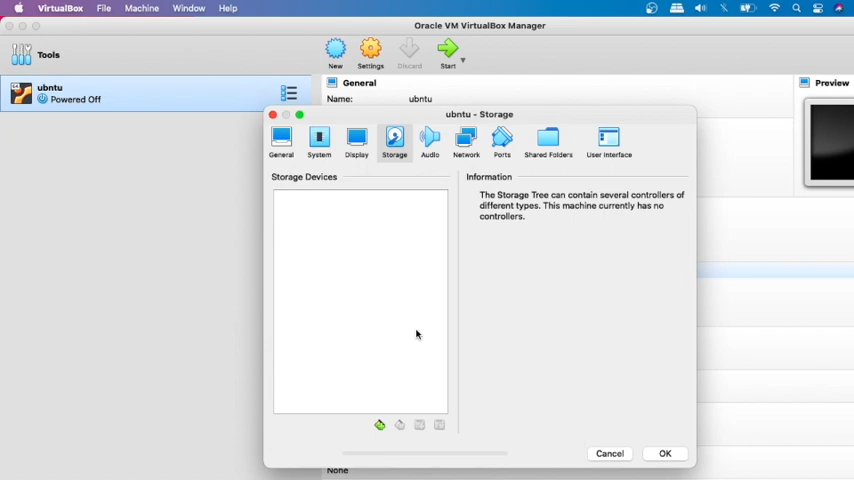 VirtualBox File Machine Window Help
Oracle VM VirtualBox Manager
Tools
New Settings Discard Start
General
Preview
ubntu
Powered Off
Name: ubntu
ubntu - Storage
General System Display Storage Audio Network Ports Shared Folders User Interface
Storage Devices
Information
The Storage Tree can contain several controllers of
different types. This machine currently has no
controllers.
Cancel OK
None